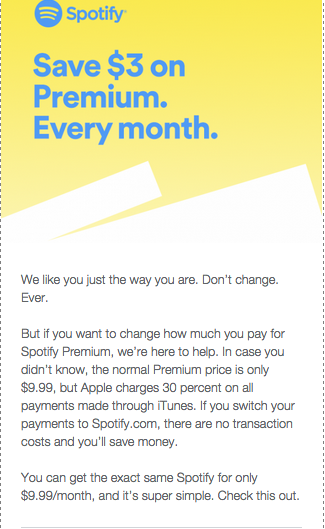 Spotify®
Save $3 on
Premium.
Every month.
We like you just the way you are. Don't change.
Ever.
But if you want to change how much you pay for
Spotify Premium, we're here to help. In case you
didn't know, the normal Premium price is only
$9.99, but Apple charges 30 percent on all
payments made through iTunes. If you switch your
payments to Spotify.com, there are no transaction
costs and you'll save money.
You can get the exact same Spotify for only
$9.99/month, and it's super simple. Check this out.